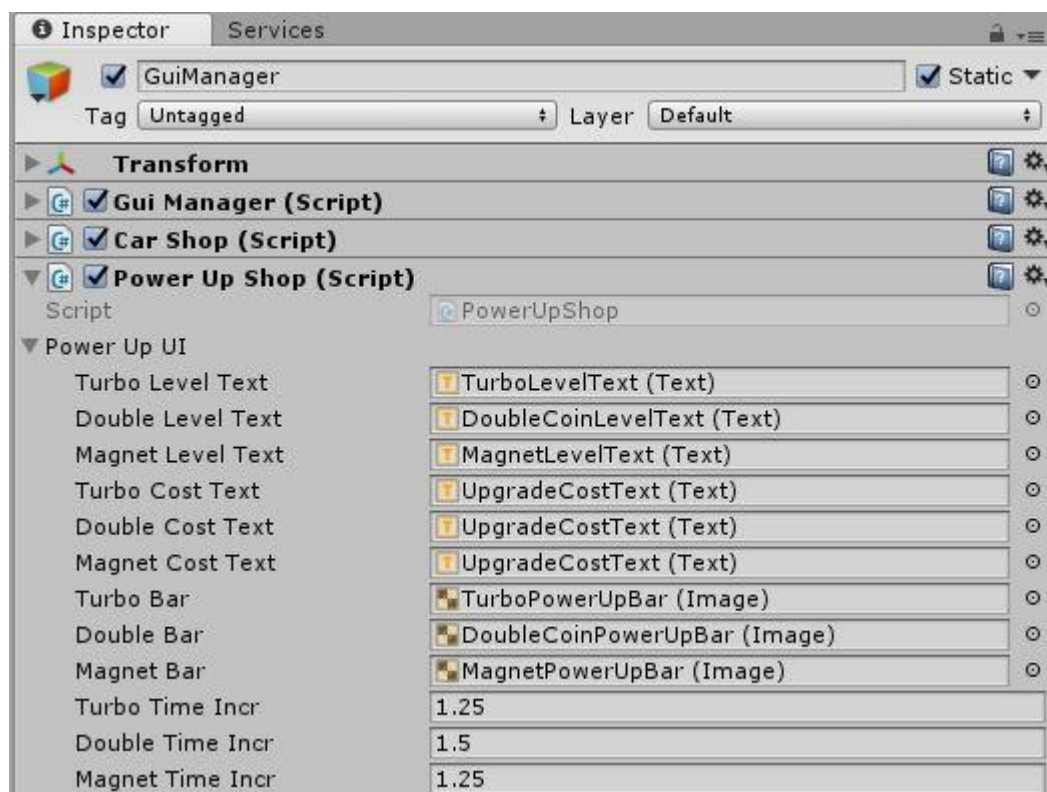 Inspector Services
GuiManager Static
Tag Untagged Layer Default
Transform
Gui Manager (Script)
Car Shop (Script)
Power Up Shop (Script)
Script PowerUpShop
Power Up UI
Turbo Level Text TurboLevelText (Text)
Double Level Text DoubleCoinLevelText (Text)
Magnet Level Text MagnetLevelText (Text)
Turbo Cost Text UpgradeCostText (Text)
Double Cost Text UpgradeCostText (Text)
Magnet Cost Text UpgradeCostText (Text)
Turbo Bar TurboPowerUpBar (Image)
Double Bar DoubleCoinPowerUpBar (Image)
Magnet Bar MagnetPowerUpBar (Image)
Turbo Time Incr 1.25
Double Time Incr 1.5
Magnet Time Incr 1.25